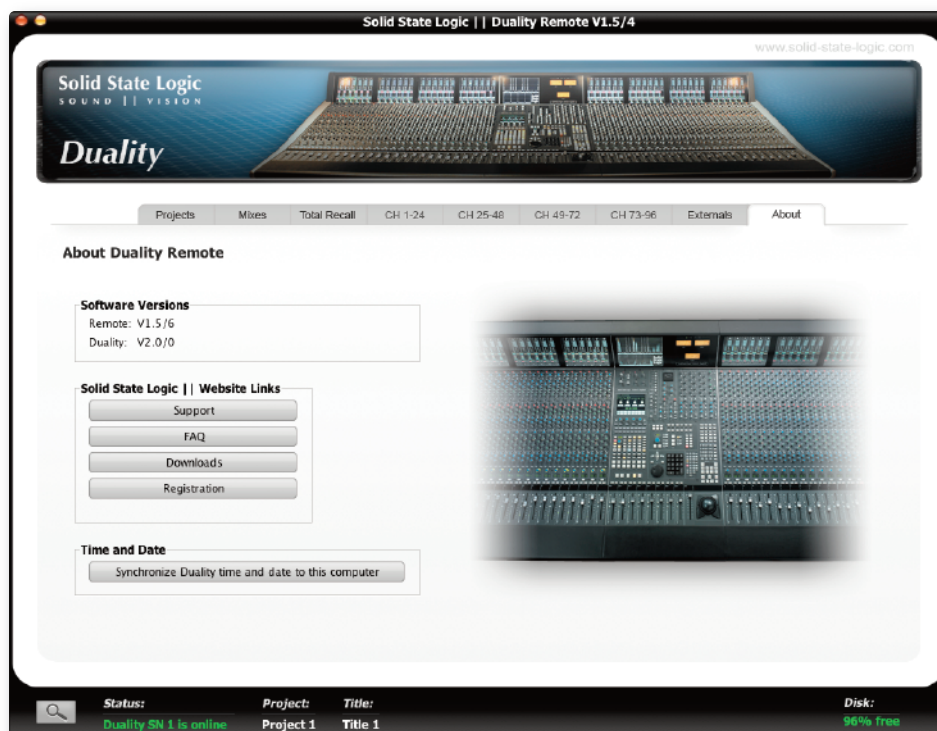 Solid State Logic || Duality Remote V1.5/4
www.solid-state-logic.com
Solid State Logic
SOUND || VISION
Duality
Projects Mixes Total Recall CH 1-24 CH 25-48 CH 49-72 CH 73-96 Externals About
About Duality Remote
Software Versions
Remote: V1.5/6
Duality: V2.0/0
Solid State Logic || Website Links
Support
FAQ
Downloads
Registration
Time and Date
Synchronize Duality time and date to this computer
Status: Project: Title: Disk:
Duality SN 1 is online Project 1 Title 1 96% free